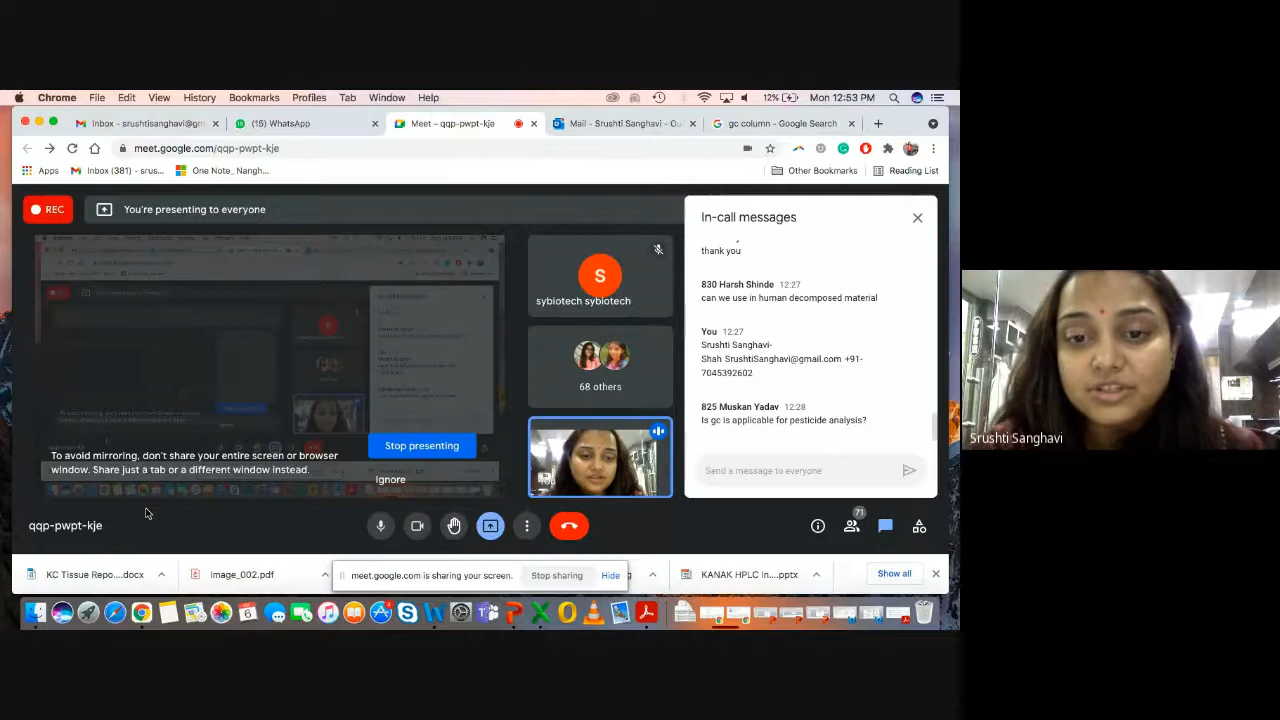 Chrome File Edit View History Bookmarks Profiles Tab Window Help
12% Mon 12:53 PM
Inbox - srushtisanghavi@gm
(15) WhatsApp
Meet – qqp-pwpt-kje
Mail - Srushti Sanghavi - Ou
gc column - Google Search
meet.google.com/qqp-pwpt-kje
Apps
Inbox (381) - srus...
One Note_ Nangh...
Other Bookmarks
Reading List
REC
You're presenting to everyone
To avoid mirroring, don't share your entire screen or browser
window. Share just a tab or a different window instead.
Stop presenting
Ignore
S
sybiotech sybiotech
68 others
In-call messages
thank you
830 Harsh Shinde 12:27
can we use in human decomposed material
You 12:27
Srushti Sanghavi-
Shah SrushtiSanghavi@gmail.com +91-
7045392602
825 Muskan Yadav 12:28
Is gc is applicable for pesticide analysis?
Send a message to everyone
qqp-pwpt-kje
71
KC Tissue Repo....docx
Image_002.pdf
meet.google.com is sharing your screen.
Stop sharing
Hide
KANAK HPLC In....pptx
Show all
Srushti Sanghavi